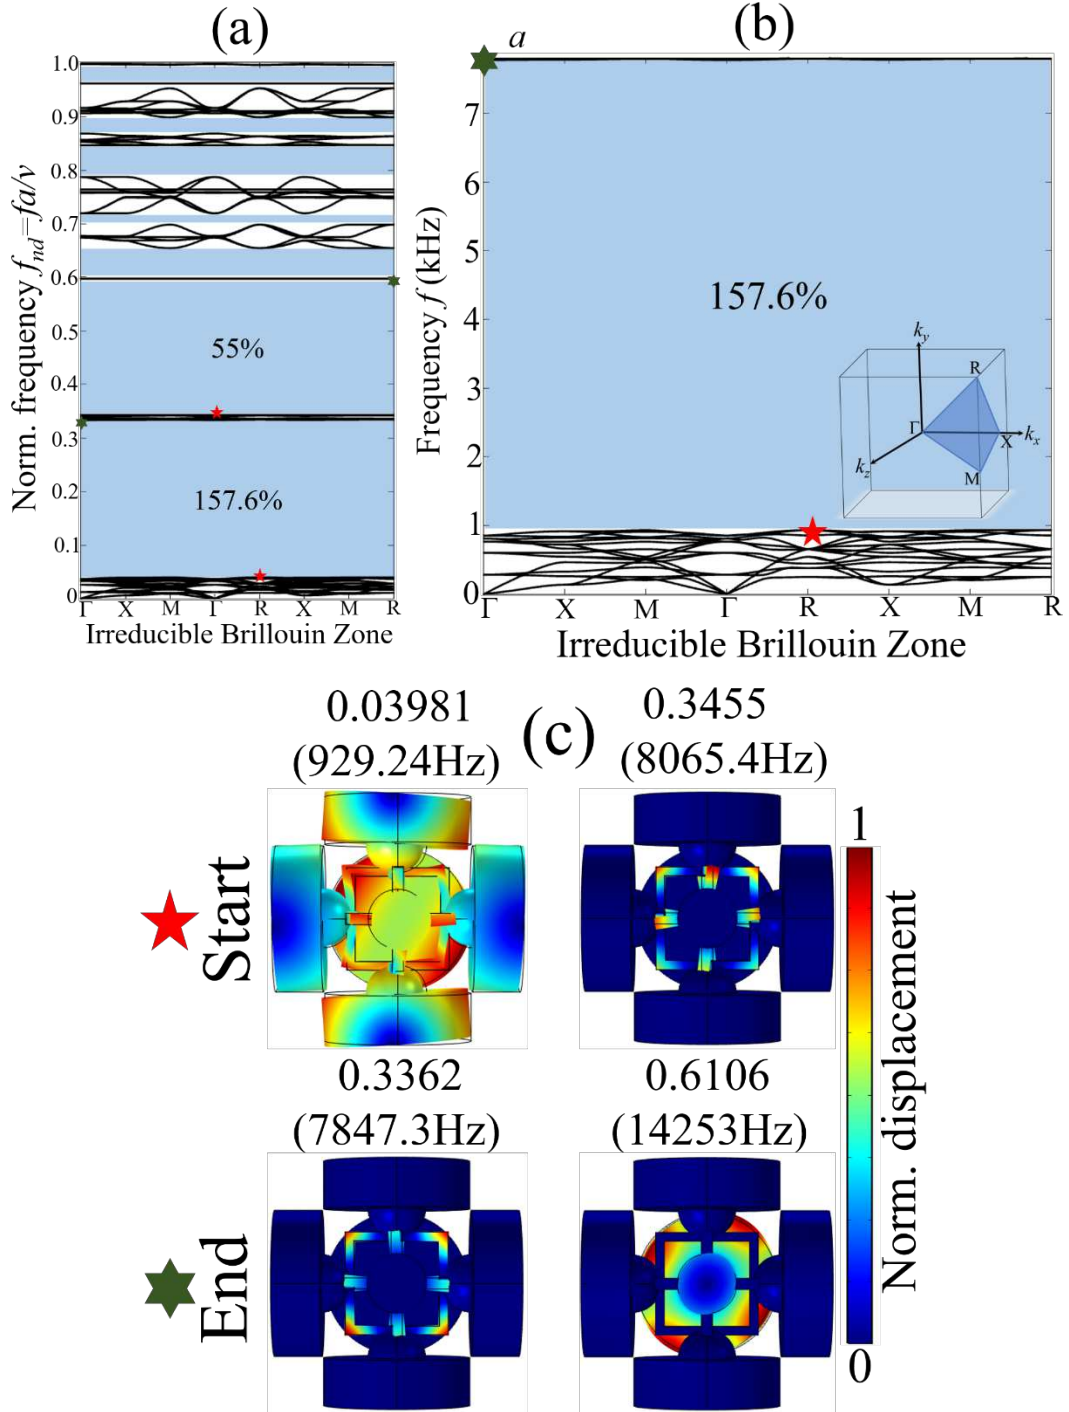 (a)
Norm. frequency f_nd=fa/v
1.0
0.9
0.8
0.7
0.6
0.5
0.4
0.3
0.2
0.1
0
55%
157.6%
Γ X M Γ R X M R
Irreducible Brillouin Zone
(b)
a
Frequency f (kHz)
7
6
5
4
3
2
1
0
157.6%
k_y
R
Γ
k_x
X
k_z
M
Γ X M Γ R X M R
Irreducible Brillouin Zone
(c)
0.03981
(929.24Hz)
0.3455
(8065.4Hz)
Start
0.3362
(7847.3Hz)
0.6106
(14253Hz)
End
1
Norm. displacement
0